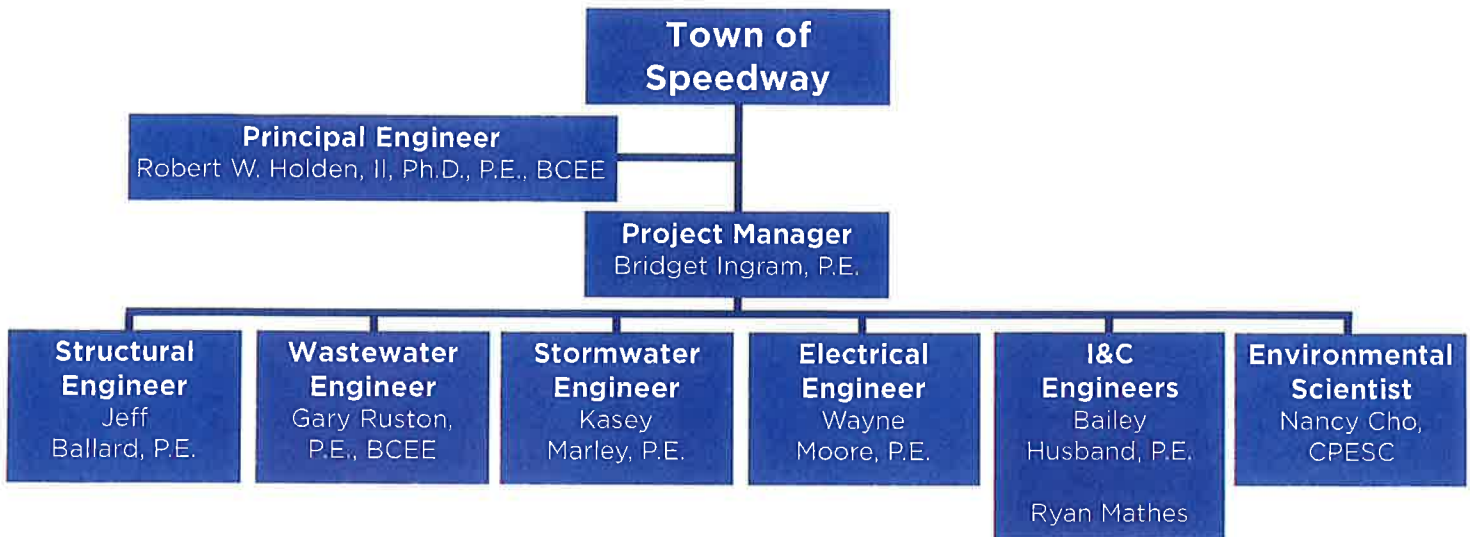 Town of
Speedway
Principal Engineer
Robert W. Holden, II, Ph.D., P.E., BCEE
Project Manager
Bridget Ingram, P.E.
Structural
Engineer
Jeff
Ballard, P.E.
Wastewater
Engineer
Gary Ruston,
P.E., BCEE
Stormwater
Engineer
Kasey
Marley, P.E.
Electrical
Engineer
Wayne
Moore, P.E.
I&C
Engineers
Bailey
Husband, P.E.
Ryan Mathes
Environmental
Scientist
Nancy Cho,
CPESC